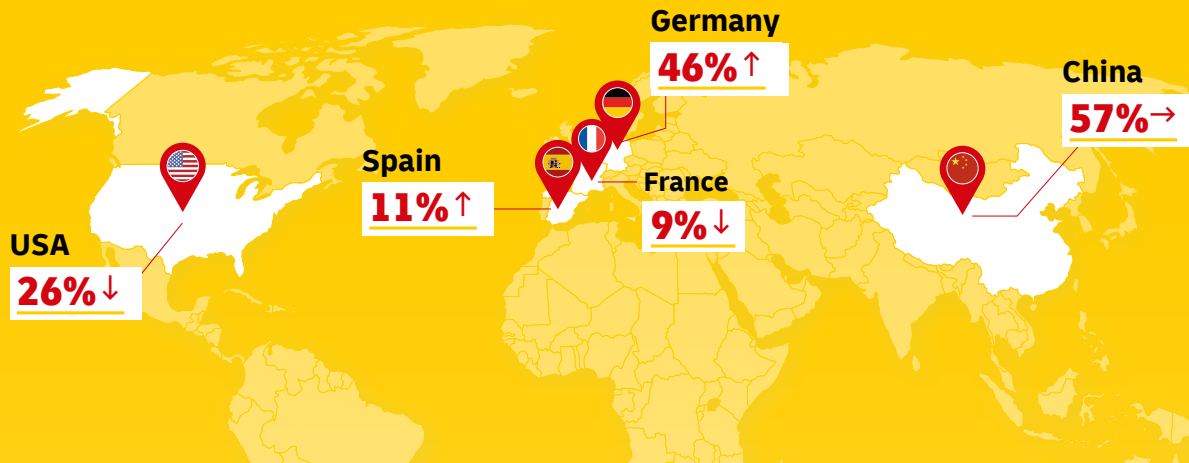 Germany
46%↑
China
57%→
Spain
11%↑
France
9%↓
USA
26%↓